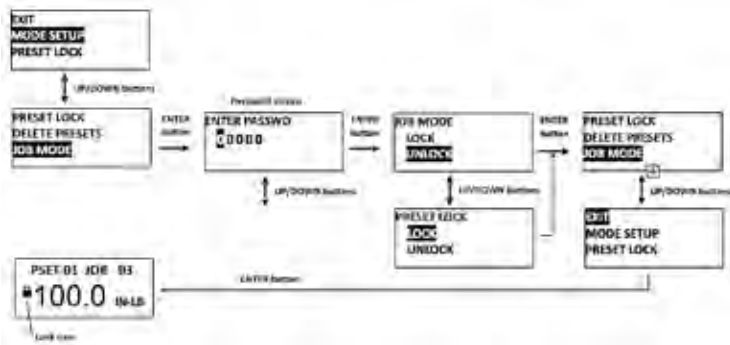 EXIT
MODE SETUP
PRESET LOCK
UP/DOWN buttons
PRESET LOCK
DELETE PRESETS
JOB MODE
ENTER
button
Password screen
ENTER PASSWD
00000
UP/DOWN buttons
ENTER
button
JOB MODE
LOCK
UNLOCK
UP/DOWN buttons
PRESET LOCK
LOCK
UNLOCK
ENTER
button
PRESET LOCK
DELETE PRESETS
JOB MODE
UP/DOWN buttons
EXIT
MODE SETUP
PRESET LOCK
ENTER button
PSET 01 JOB 03
100.0 IN-LB
Lock icon